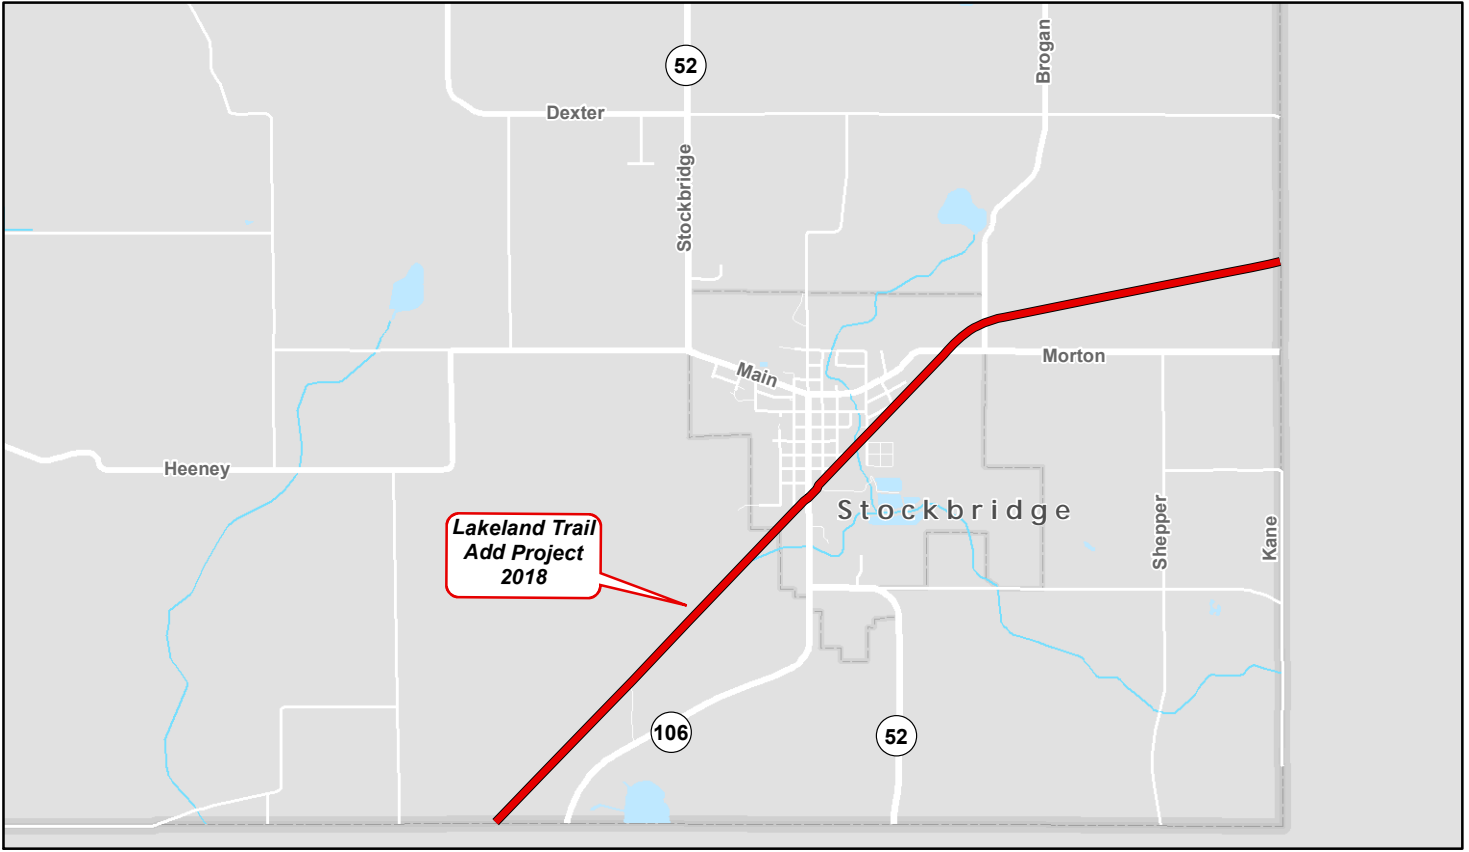 Brogan
52
Dexter
Stockbridge
Morton
Main
Heeney
Stockbridge
Lakeland Trail
Add Project
2018
Shepper
Kane
106
52